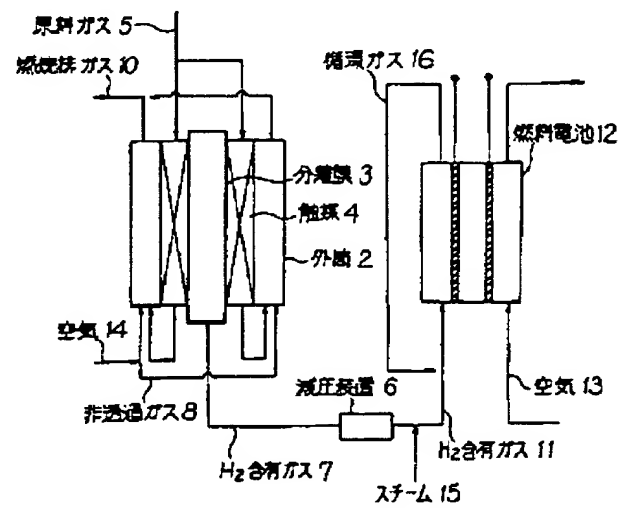 原料ガス 5
燃焼排ガス 10
循環ガス 16
燃料電池 12
分離膜 3
触媒 4
外筒 2
空気 14
減圧装置 6
空気 13
非透過ガス 8
H2含有ガス 7
H2含有ガス 11
スチーム 15